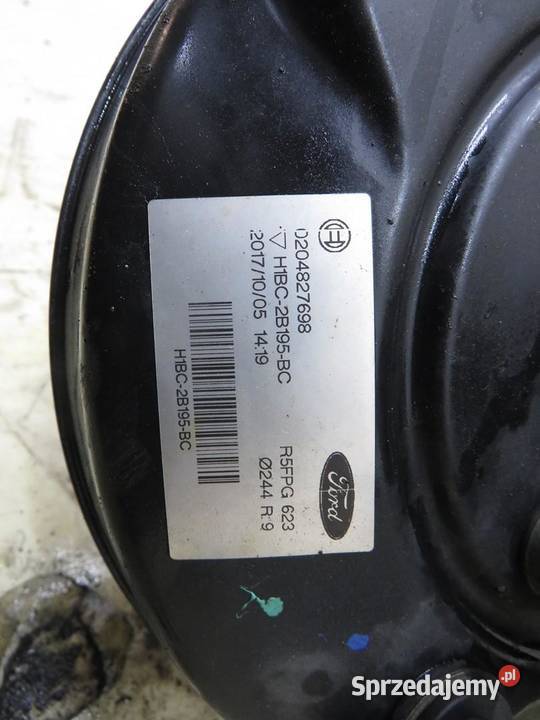 0204827698
H1BC-2B195-BC
2017/10/05 14:19
H1BC-2B195-BC
R5FPG 623
Ø244 R:9
Ford
Sprzedajemy.pl